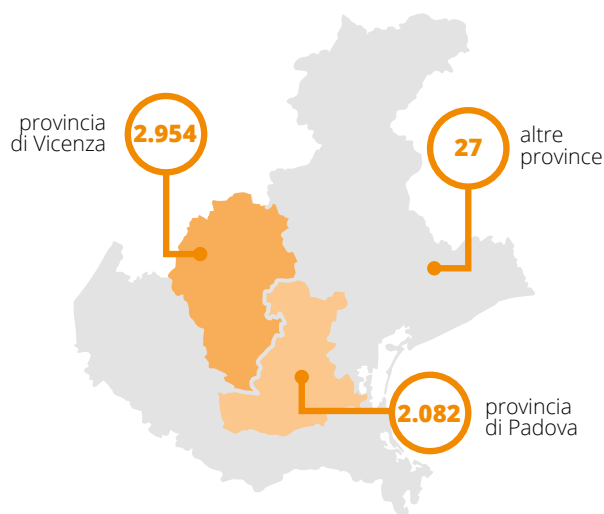 provincia
di Vicenza
2.954
27
altre
province
2.082
provincia
di Padova